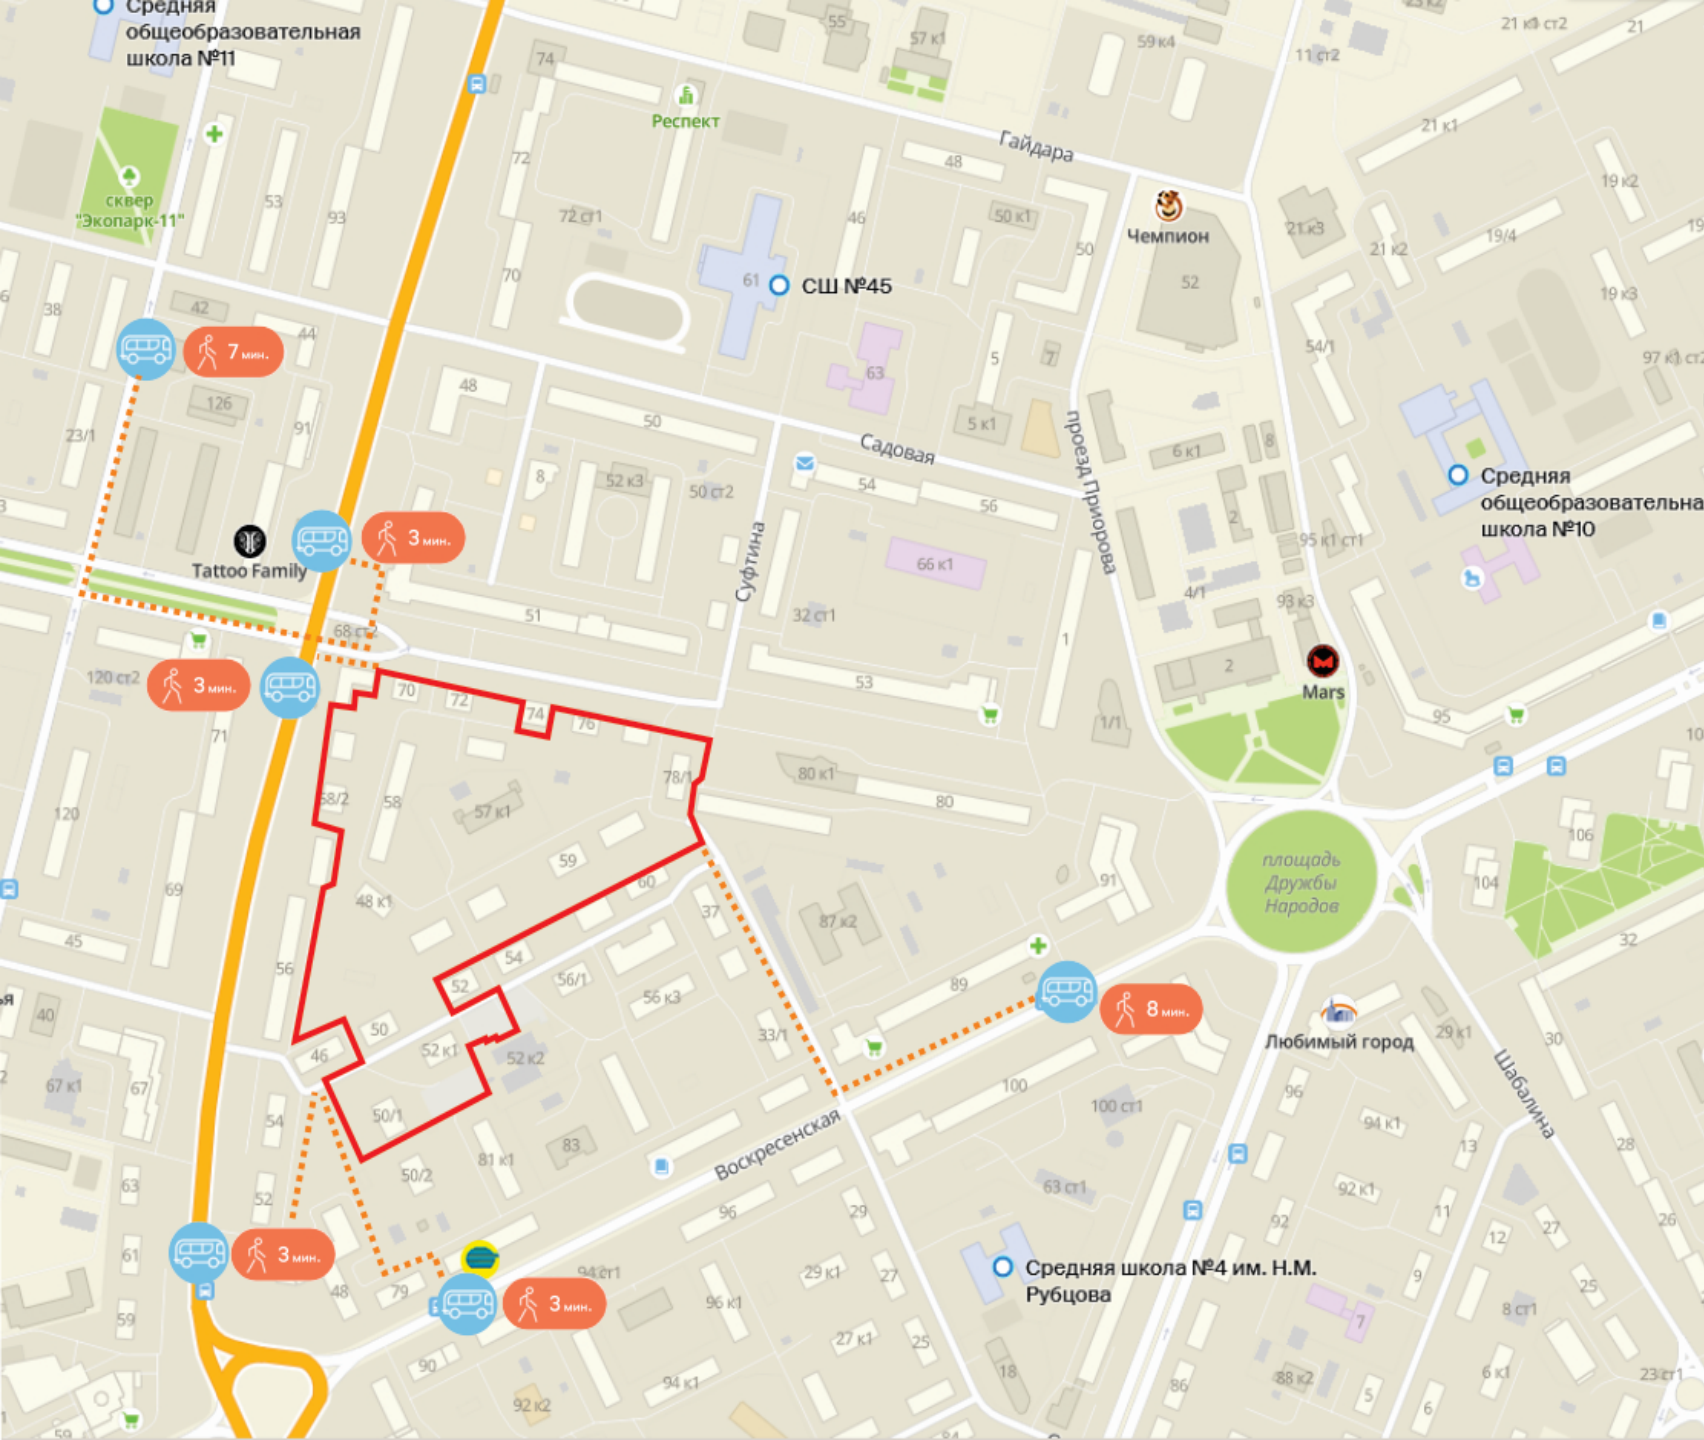 Средняя
общеобразовательная
школа №11
55
57 к1
59 к4
21 к1 ст2
21
11 ст2
74
Респект
72
Гайдара
48
21 к1
19 к2
сквер
"Экопарк-11"
53
93
72 ст1
46
50 к1
50
Чемпион
21 к3
21 к2
19/4
70
61
СШ №45
52
38
42
44
19 к3
7 мин.
5
7
54/1
97 к1 ст2
63
48
126
91
23/1
50
5 к1
проезд Приорова
Садовая
6 к1
8
8
52 к3
50 ст2
54
56
Средняя
общеобразовательна
школа №10
2
3 мин.
95 к1 ст1
Tattoo Family
Суфтина
66 к1
4/1
93 к3
51
32 ст1
68 ст2
1
2
120 ст2
3 мин.
70
72
53
Mars
74
76
95
71
1/1
78/1
80 к1
80
58/2
58
57 к1
120
106
59
площадь
Дружбы
Народов
60
69
48 к1
37
91
104
87 к2
45
54
32
56
52
56/1
56 к3
89
40
8 мин.
50
33/1
Любимый город
29 к1
30
46
52 к1
52 к2
67 к1
67
100
96
Шабалина
54
50/1
100 ст1
94 к1
Воскресенская
83
13
28
81 к1
50/2
63
52
63 ст1
92 к1
96
29
11
92
26
12
27
61
3 мин.
94 ст1
29 к1
27
Средняя школа №4 им. Н.М.
Рубцова
9
25
48
79
3 мин.
96 к1
8 ст1
59
7
27 к1
25
90
18
94 к1
86
88 к2
5
6 к1
23 ст1
92 к2
6